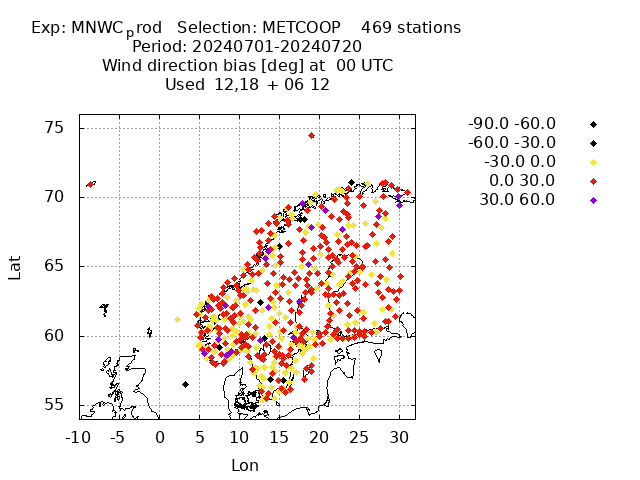 Exp: MNWCprod Selection: METCOOP 469 stations
Period: 20240701-20240720
Wind direction bias [deg] at 00 UTC
Used 12,18 + 06 12
-90.0 -60.0
-60.0 -30.0
-30.0 0.0
0.0 30.0
30.0 60.0
75
70
65
60
55
Lat
-10 -5 0 5 10 15 20 25 30
Lon